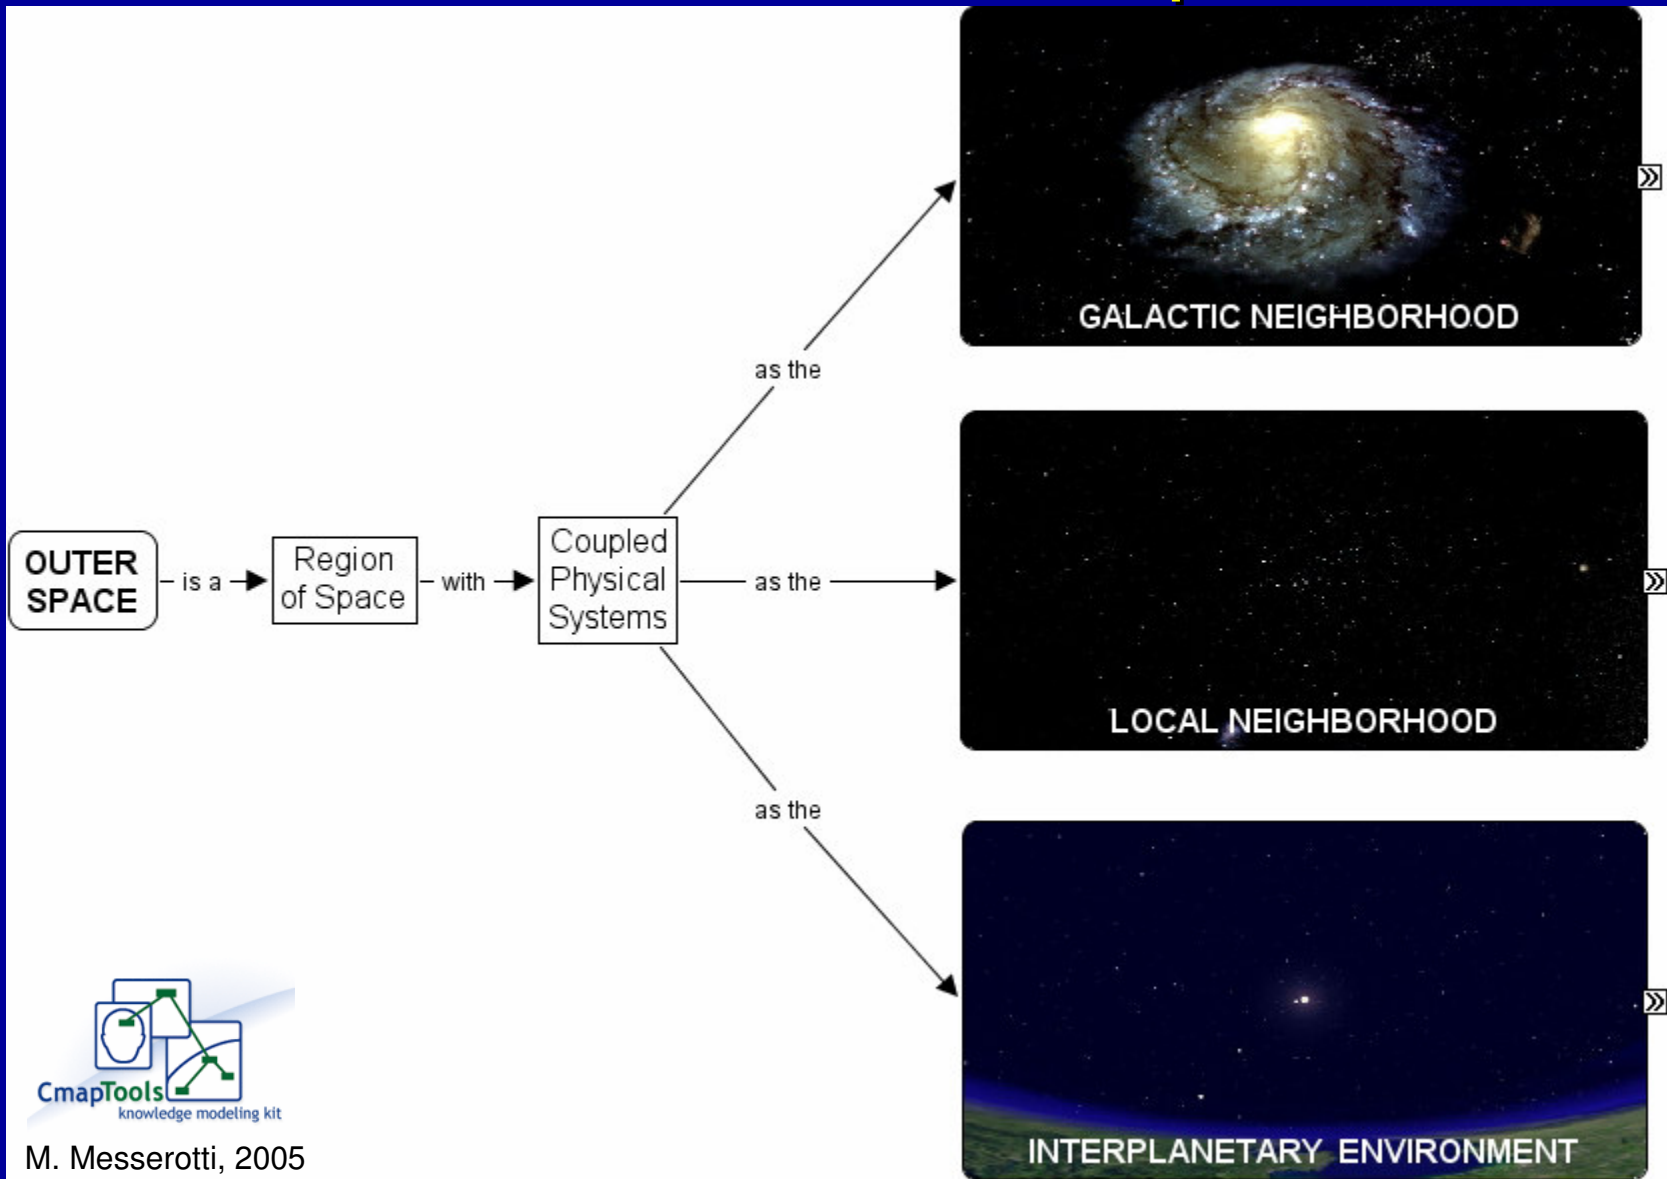 OUTER
SPACE
is a
Region
of Space
with
Coupled
Physical
Systems
as the
GALACTIC NEIGHBORHOOD
as the
LOCAL NEIGHBORHOOD
as the
INTERPLANETARY ENVIRONMENT
CmapTools
knowledge modeling kit
M. Messerotti, 2005